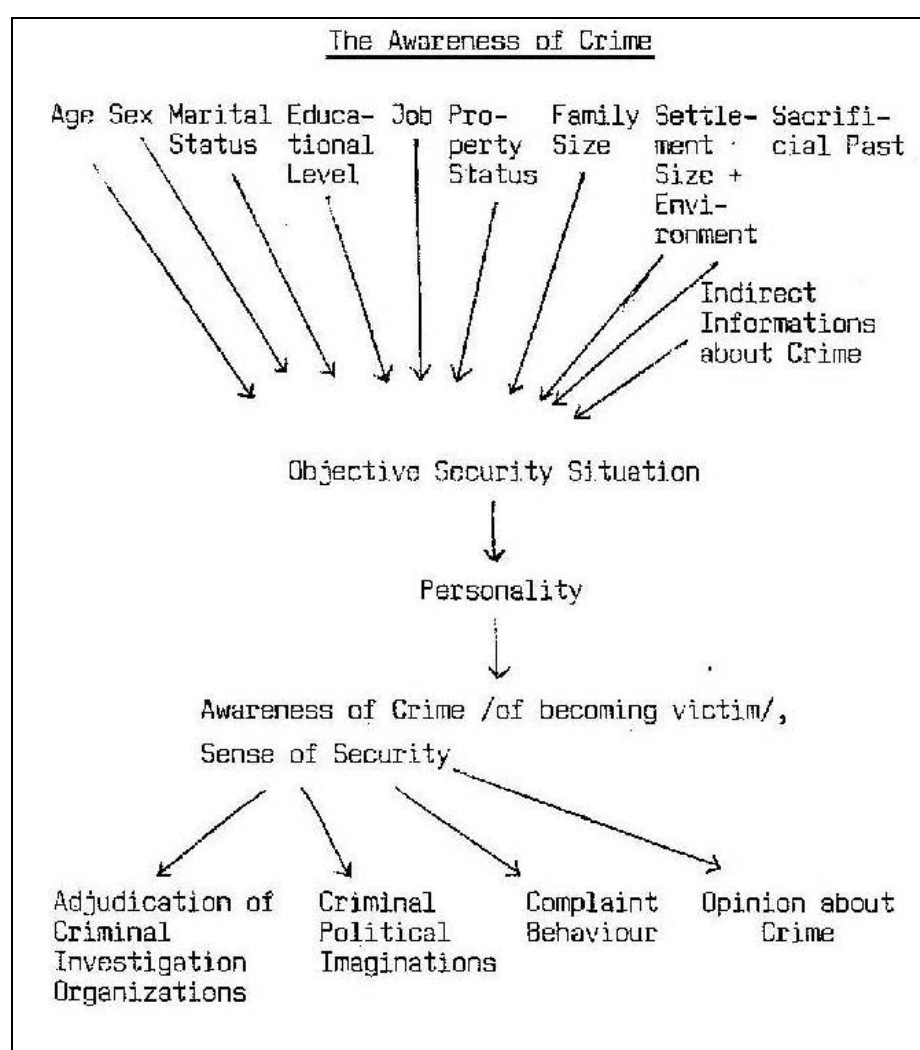 The Awareness of Crime
Age Sex Marital Educa- Job Pro- Family Settle- Sacrifi-
Status tional perty Size ment cial Past
Level Status Size +
Envi-
ronment
Indirect
Informations
about Crime
Objective Security Situation
Personality
Awareness of Crime /of becoming victim/,
Sense of Security
Adjudication of Criminal Complaint Opinion about
Criminal Political Behaviour Crime
Investigation Imaginations
Organizations